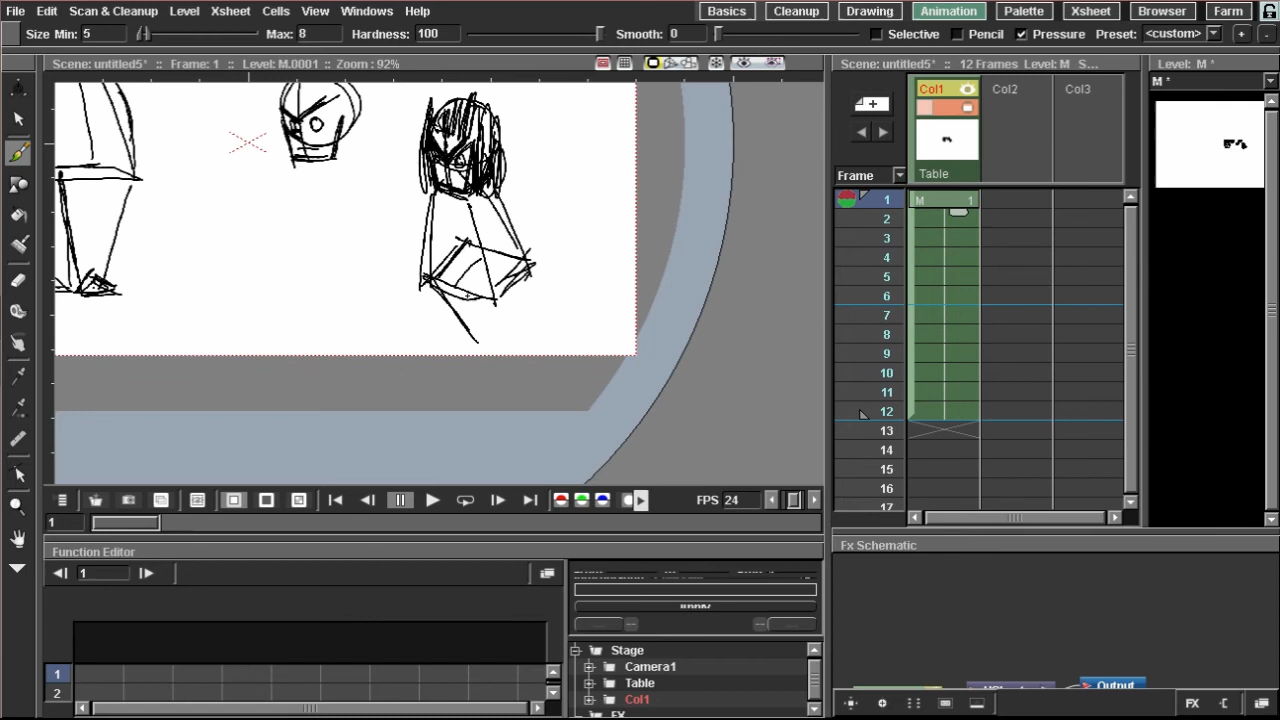 File Edit Scan & Cleanup Level Xsheet Cells View Windows Help Basics Cleanup Drawing Animation Palette Xsheet Browser Farm
Size Min: 5 Max: 8 Hardness: 100 Smooth: 0 Selective Pencil Pressure Preset: <custom> + -
Scene: untitled5* :: Frame: 1 :: Level: M.0001 :: Zoom : 92%
Scene: untitled5* :: 12 Frames Level: M S...
Level: M *
M *
Col1 Col2 Col3
Table
Frame
M 1
1
2
3
4
5
6
7
8
9
10
11
12
13
14
15
16
17
FPS 24
1
Function Editor
1
1
2
Stage
Camera1
Table
Col1
FX
Fx Schematic
Output
FX